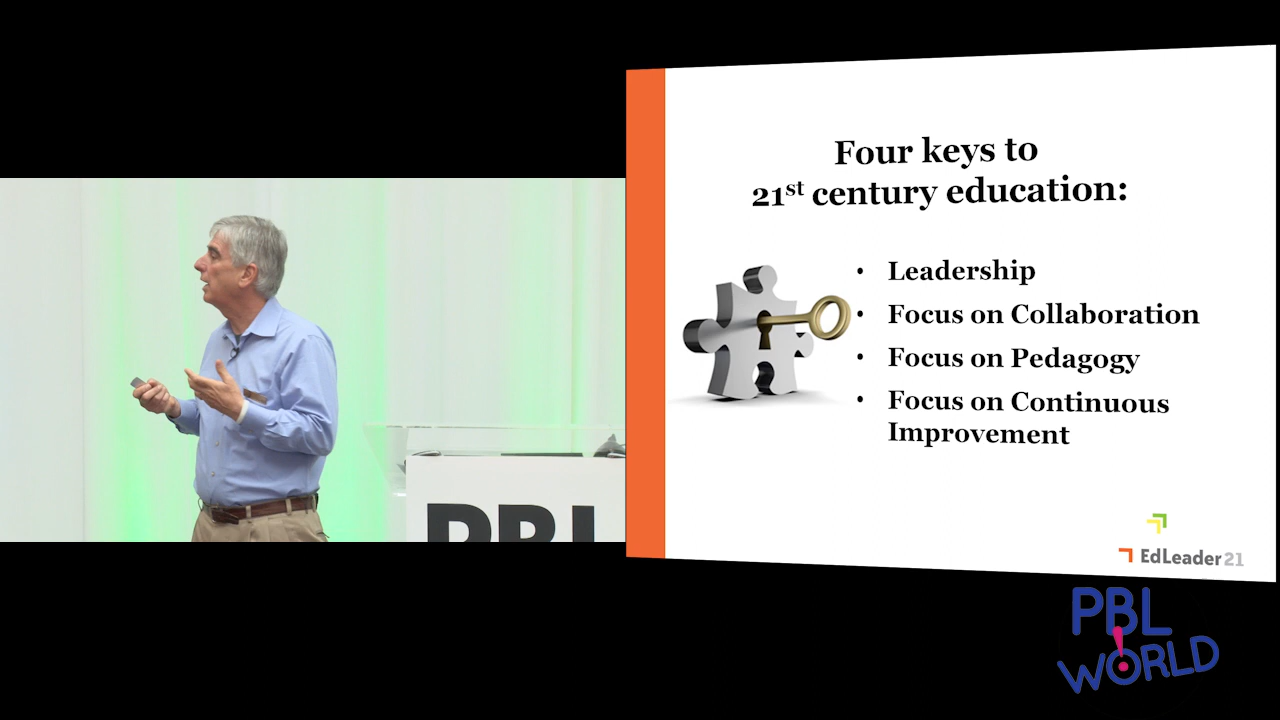 Four keys to
21st century education:
• Leadership
• Focus on Collaboration
• Focus on Pedagogy
• Focus on Continuous
Improvement
EdLeader21
PBL
PBL
WORLD